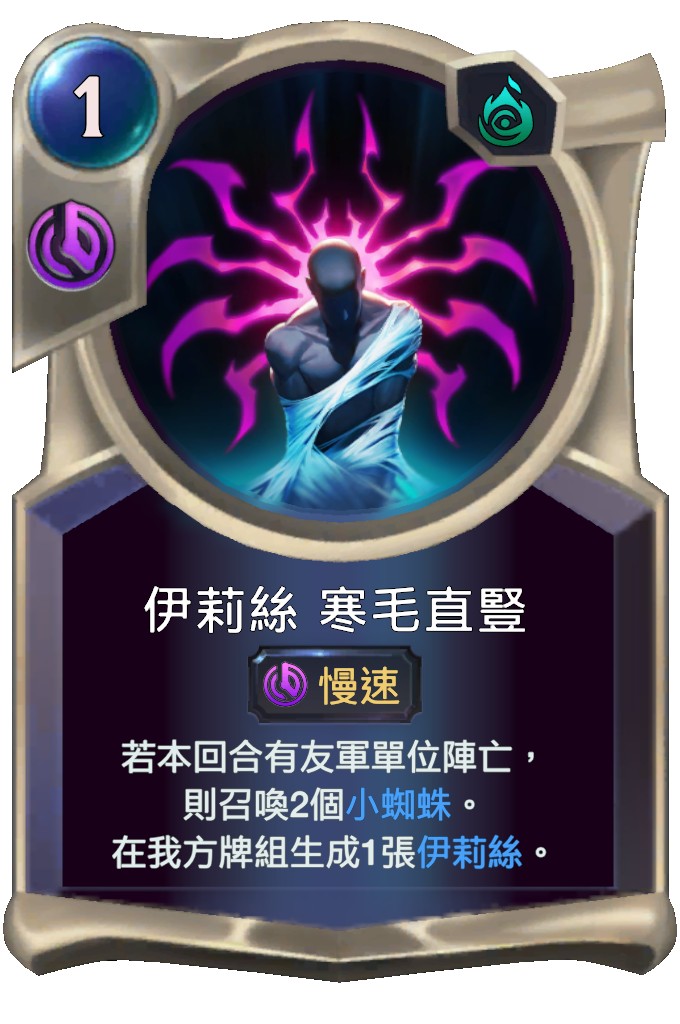 1
伊莉絲 寒毛直豎
慢速
若本回合有友軍單位陣亡，
則召喚2個小蜘蛛。
在我方牌組生成1張伊莉絲。